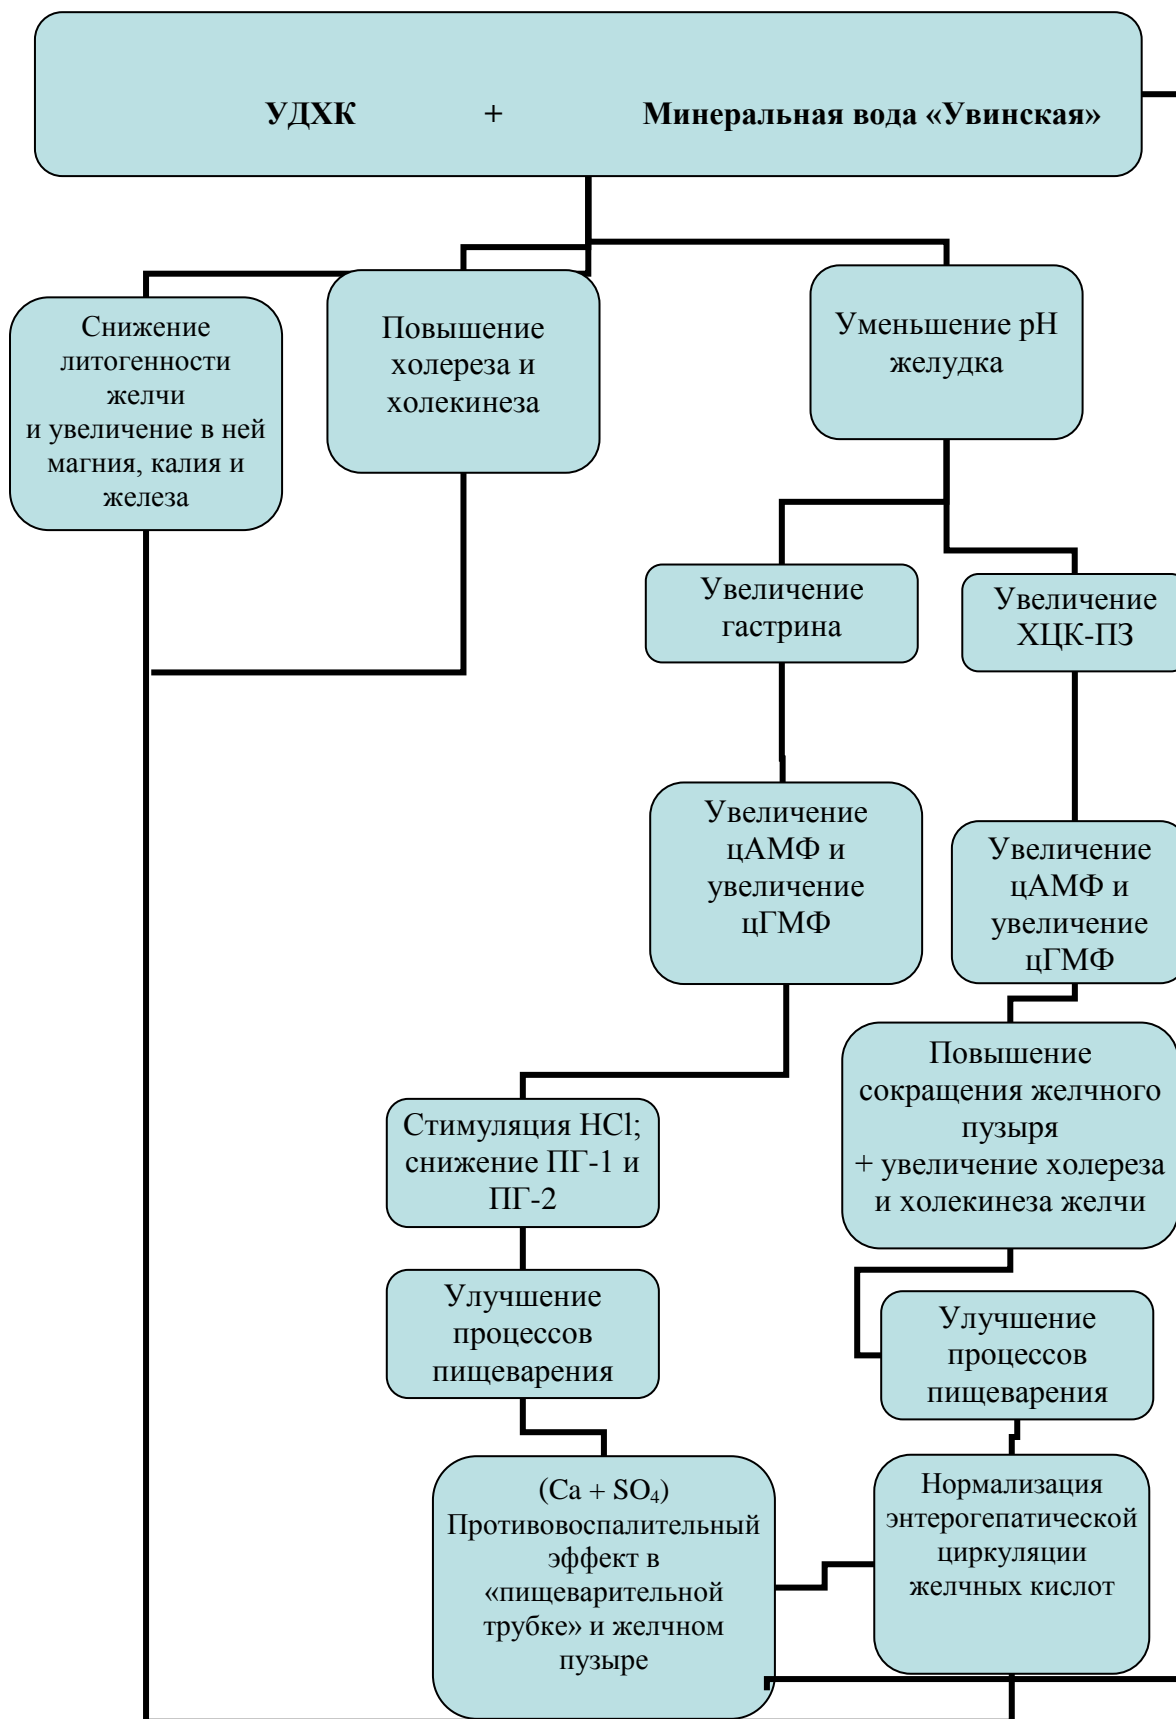 УДХК + Минеральная вода «Увинская»
Снижение
литогенности
желчи
и увеличение в ней
магния, калия и
железа
Повышение
холереза и
холекинеза
Уменьшение pH
желудка
Увеличение
гастрина
Увеличение
ХЦК-ПЗ
Увеличение
цАМФ и
увеличение
цГМФ
Увеличение
цАМФ и
увеличение
цГМФ
Повышение
сокращения желчного
пузыря
+ увеличение холереза
и холекинеза желчи
Стимуляция HCl;
снижение ПГ-1 и
ПГ-2
Улучшение
процессов
пищеварения
Улучшение
процессов
пищеварения
(Ca + SO₄)
Противовоспалительный
эффект в
«пищеварительной
трубке» и желчном
пузыре
Нормализация
энтерогепатической
циркуляции
желчных кислот